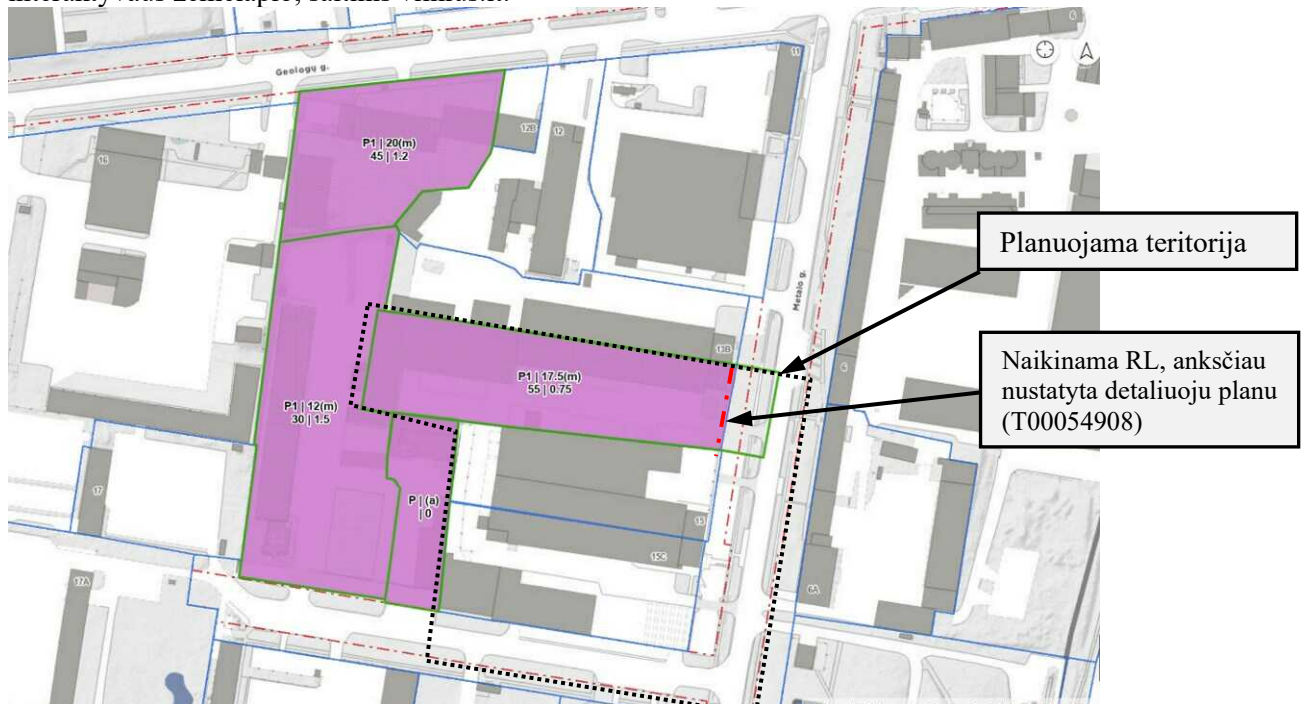 Geologų g.
6
11
16
P1 | 20(m)
45 | 1.2
12B
12
Planuojama teritorija
Metalo g.
Naikinama RL, anksčiau
nustatyta detaliuoju planu
(T00054908)
13B
6
P1 | 17.5(m)
55 | 0.75
P1 | 12(m)
30 | 1.5
17
P | (a)
| 0
15
15C
17A
6A